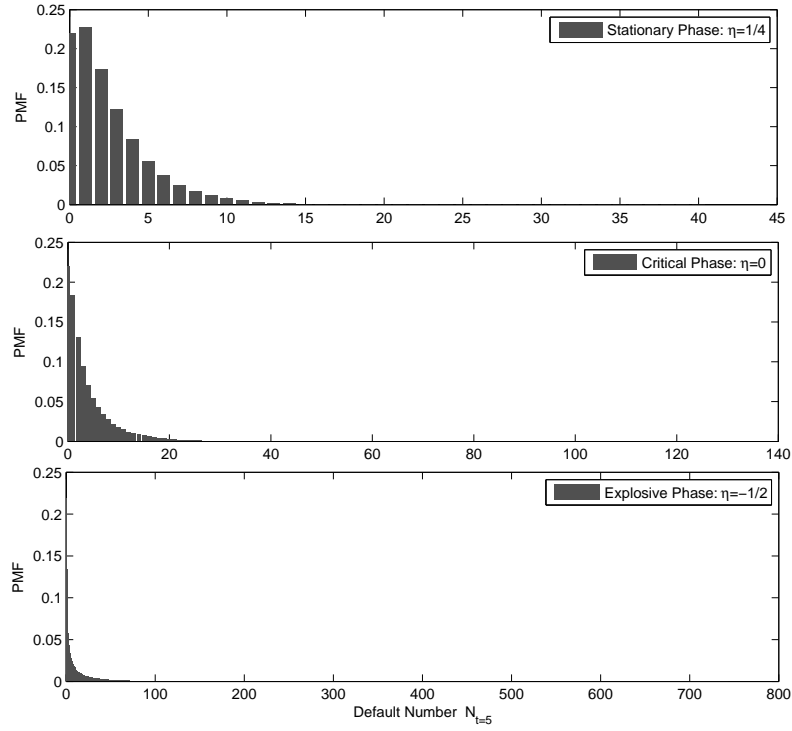 0.25
0.2
0.15
0.1
0.05
0
PMF
Stationary Phase: η=1/4
0 5 10 15 20 25 30 35 40 45
0.25
0.2
0.15
0.1
0.05
0
PMF
Critical Phase: η=0
0 20 40 60 80 100 120 140
0.25
0.2
0.15
0.1
0.05
0
PMF
Explosive Phase: η=−1/2
0 100 200 300 400 500 600 700 800
Default Number N_{t=5}